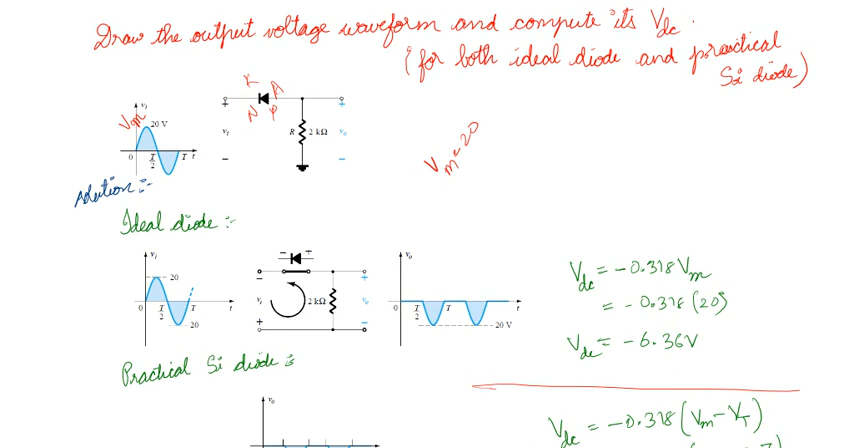 Draw the output voltage waveform and compute its Vdc.
(for both ideal diode and practical
Si diode)
vi
Vm
20 V
0
T/2
T
t
K
A
N
P
+
+
vi
R
2 kΩ
vo
−
−
Vm = 20
Solution:-
Ideal diode:-
vi
20
0
T/2
T
t
20
− +
−
+
vi
2 kΩ
vo
+
−
vo
0
T/2
T
t
− 20 V
Vdc = -0.318 Vm
= -0.318 (20)
Vdc = -6.36V
Practical Si diode:
vo
Vdc = -0.318 (Vm - VT)